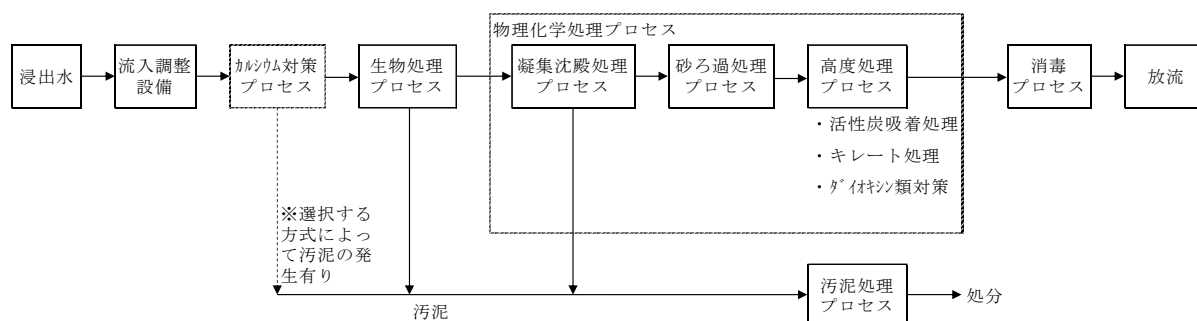 物理化学処理プロセス
浸出水
流入調整
設備
ｶﾙｼｳﾑ対策
プロセス
生物処理
プロセス
凝集沈殿処理
プロセス
砂ろ過処理
プロセス
高度処理
プロセス
消毒
プロセス
放流
・活性炭吸着処理
・キレート処理
・ﾀﾞｲｵｷｼﾝ類対策
※選択する
方式によっ
て汚泥の発
生有り
汚泥
汚泥処理
プロセス
処分